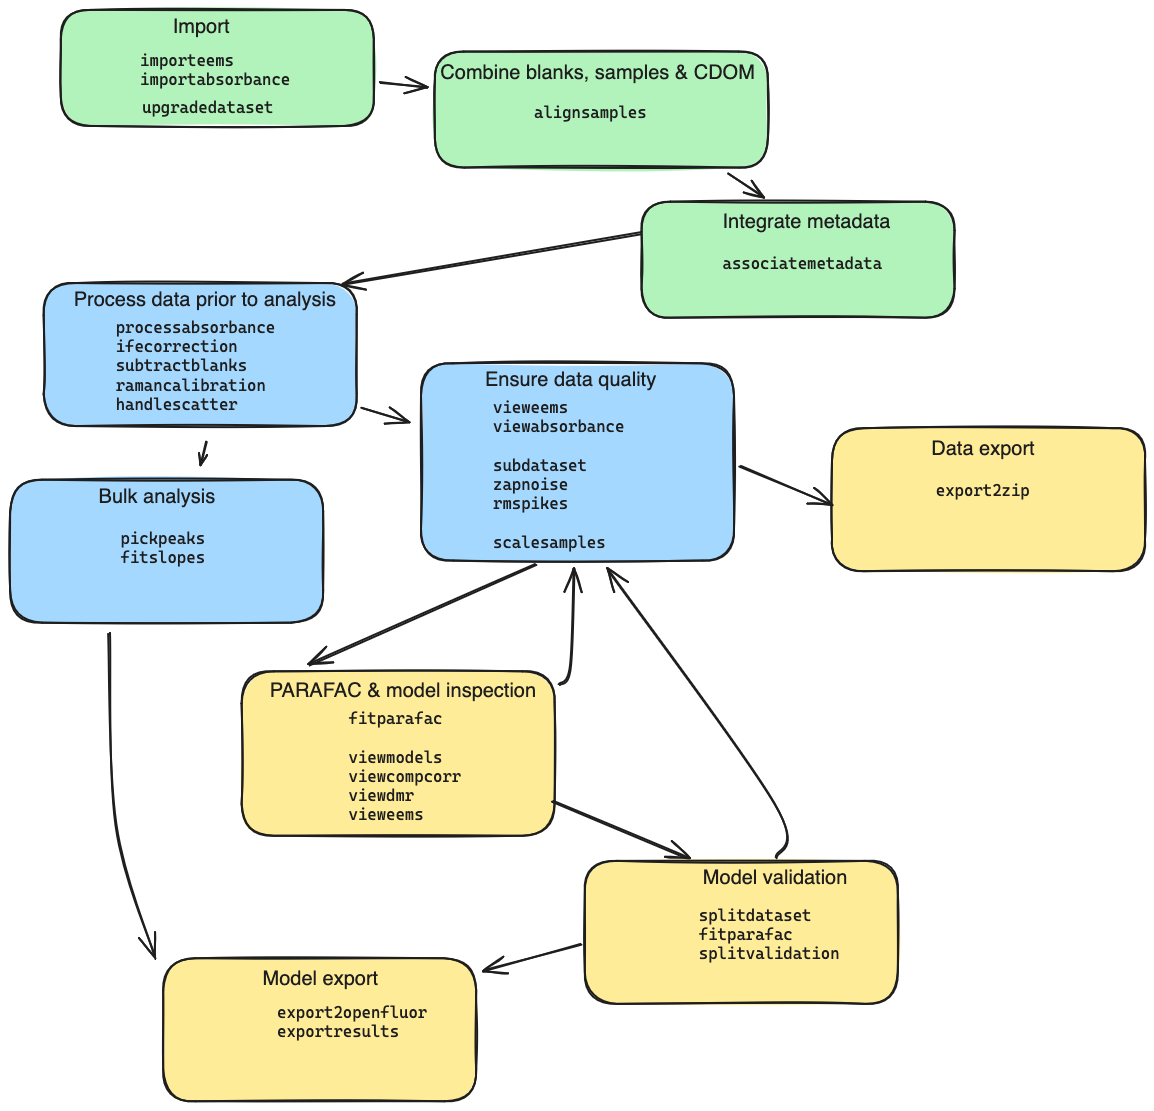 Import
importeems
importabsorbance
upgradedataset
Combine blanks, samples & CDOM
alignsamples
Integrate metadata
associatemetadata
Process data prior to analysis
processabsorbance
ifecorrection
subtractblanks
ramancalibration
handlescatter
Ensure data quality
vieweems
viewabsorbance
subdataset
zapnoise
rmspikes
scalesamples
Data export
export2zip
Bulk analysis
pickpeaks
fitslopes
PARAFAC & model inspection
fitparafac
viewmodels
viewcompcorr
viewdmr
vieweems
Model validation
splitdataset
fitparafac
splitvalidation
Model export
export2openfluor
exportresults